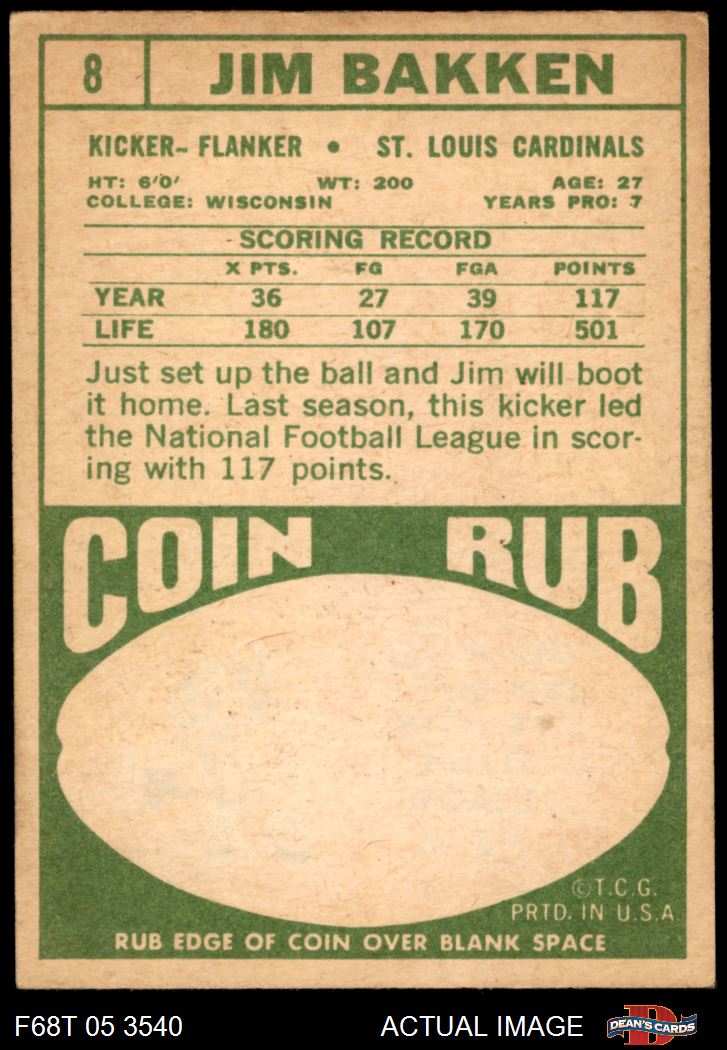 8 JIM BAKKEN
KICKER- FLANKER • ST. LOUIS CARDINALS
HT: 6'0' WT: 200 AGE: 27
COLLEGE: WISCONSIN YEARS PRO: 7
SCORING RECORD
X PTS. FG FGA POINTS
YEAR 36 27 39 117
LIFE 180 107 170 501
Just set up the ball and Jim will boot
it home. Last season, this kicker led
the National Football League in scor-
ing with 117 points.
COIN RUB
©T.C.G.
PRTD. IN U.S.A
RUB EDGE OF COIN OVER BLANK SPACE
F68T 05 3540 ACTUAL IMAGE D DEAN'S CARDS